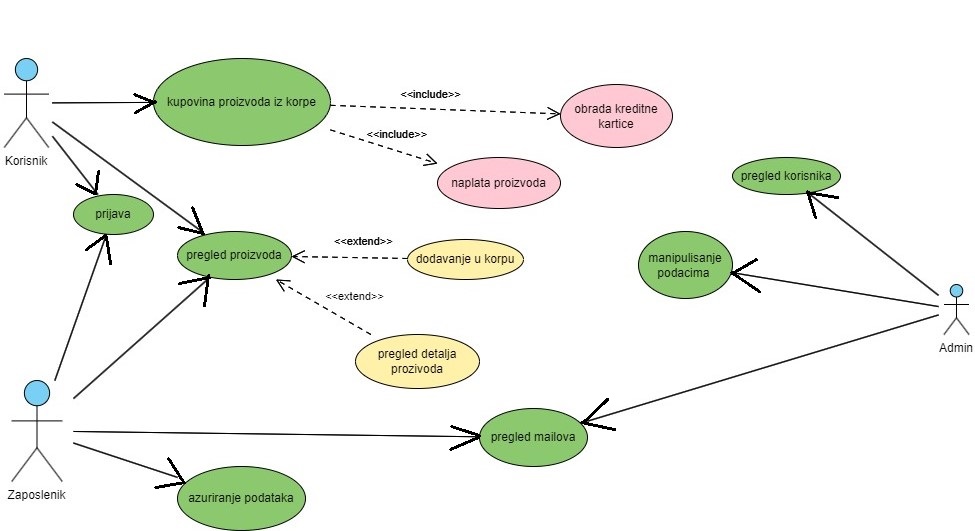 Korisnik
kupovina proizvoda iz korpe
<<include>>
<<include>>
obrada kreditne
kartice
naplata proizvoda
prijava
pregled proizvoda
<<extend>>
dodavanje u korpu
<<extend>>
pregled detalja
prozivoda
pregled korisnika
manipulisanje
podacima
Admin
pregled mailova
Zaposlenik
azuriranje podataka